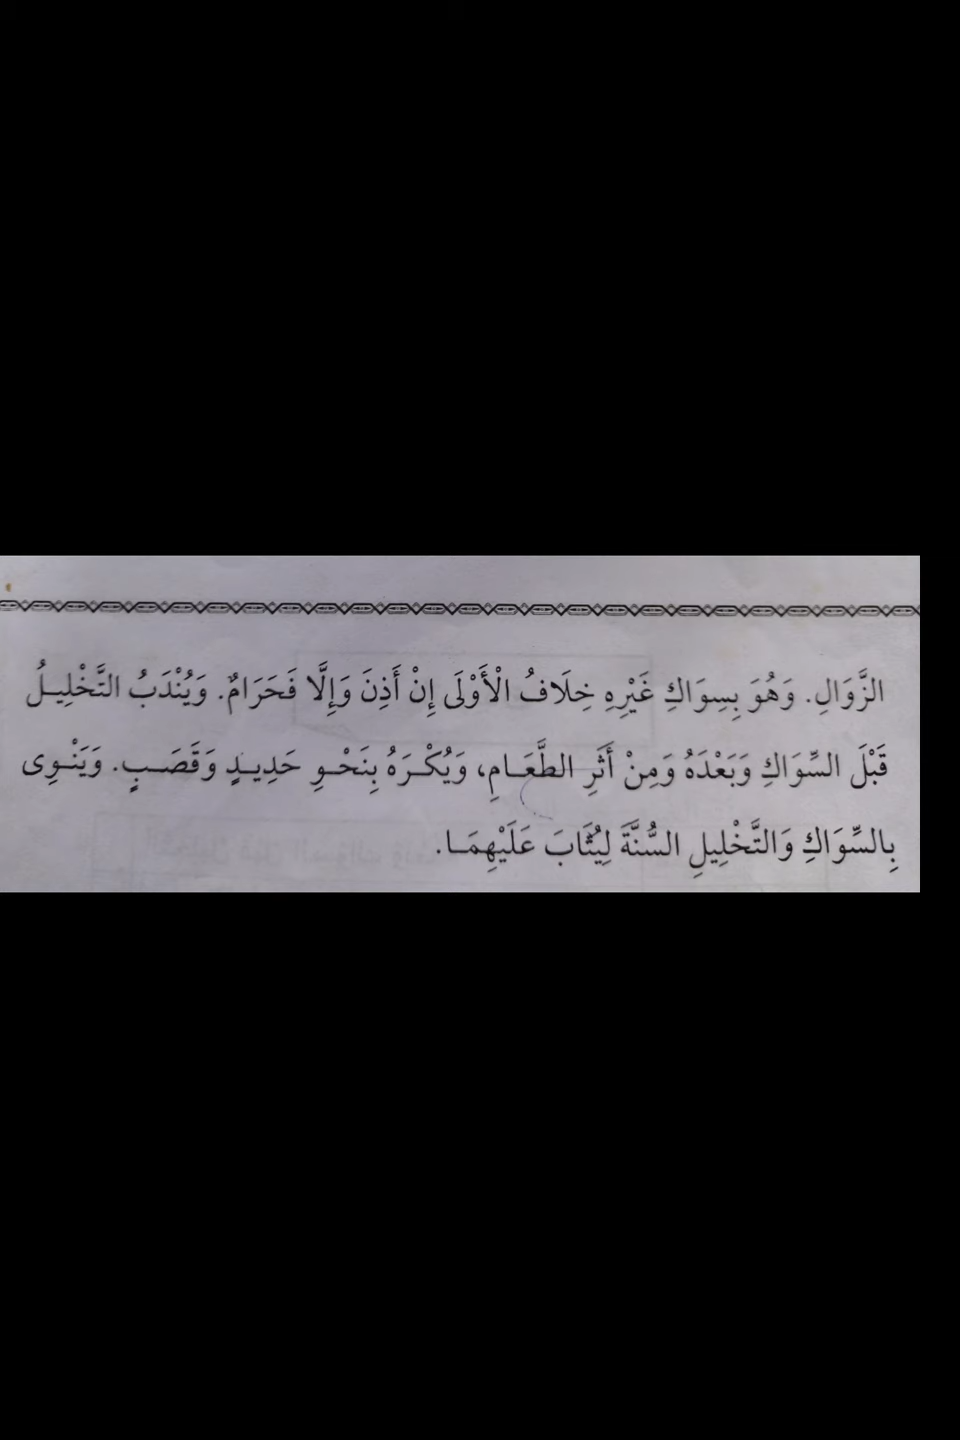 الزَّوَالِ. وَهُوَ بِسِوَاكِ غَيْرِهِ خِلَافُ الْأَوْلَى إِنْ أَذِنَ وَإِلَّا فَحَرَامٌ. وَيُنْدَبُ التَّخْلِيلُ
قَبْلَ السِّوَاكِ وَبَعْدَهُ وَمِنْ أَثَرِ الطَّعَامِ، وَيُكْرَهُ بِنَحْوِ حَدِيدٍ وَقَصَبٍ. وَيَنْوِى
بِالسِّوَاكِ وَالتَّخْلِيلِ السُّنَّةَ لِيُثَابَ عَلَيْهِمَا.